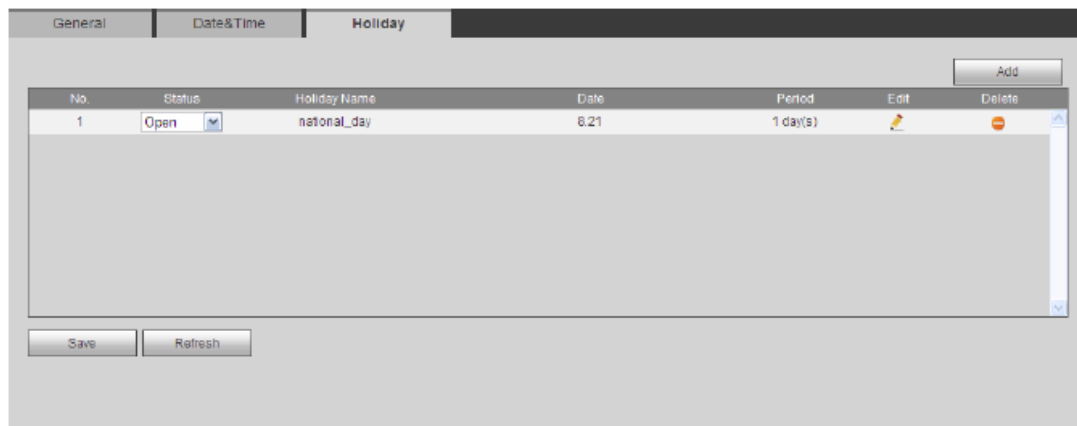 General Date&Time Holiday
Add
No. Status Holiday Name Date Period Edit Delete
1 Open national_day 8.21 1 day(s)
Save Refresh